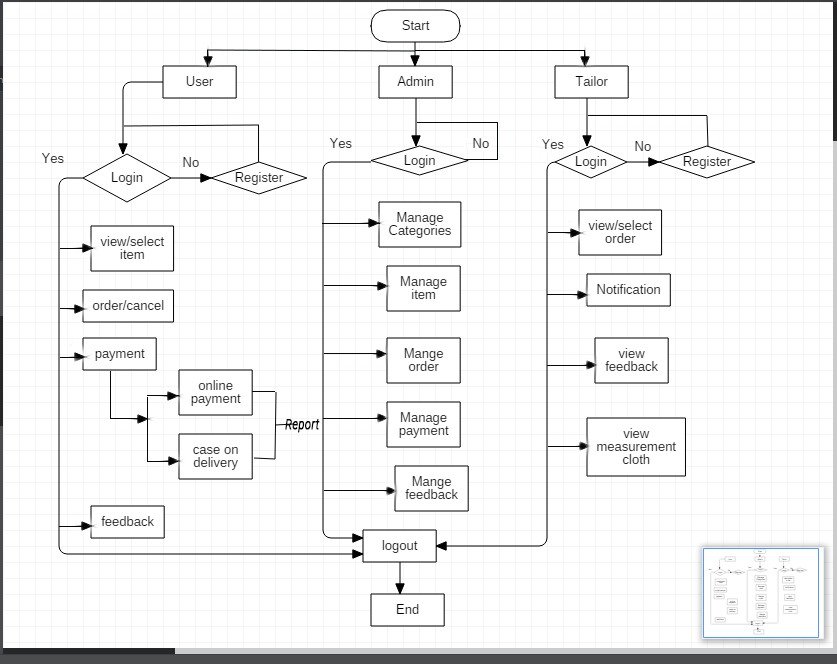 Start
User
Admin
Tailor
Yes
Login
No
Register
Yes
Login
No
Yes
Login
No
Register
view/select
item
order/cancel
payment
online
payment
case on
delivery
Report
feedback
Manage
Categories
Manage
item
Mange
order
Manage
payment
Mange
feedback
view/select
order
Notification
view
feedback
view
measurement
cloth
logout
End